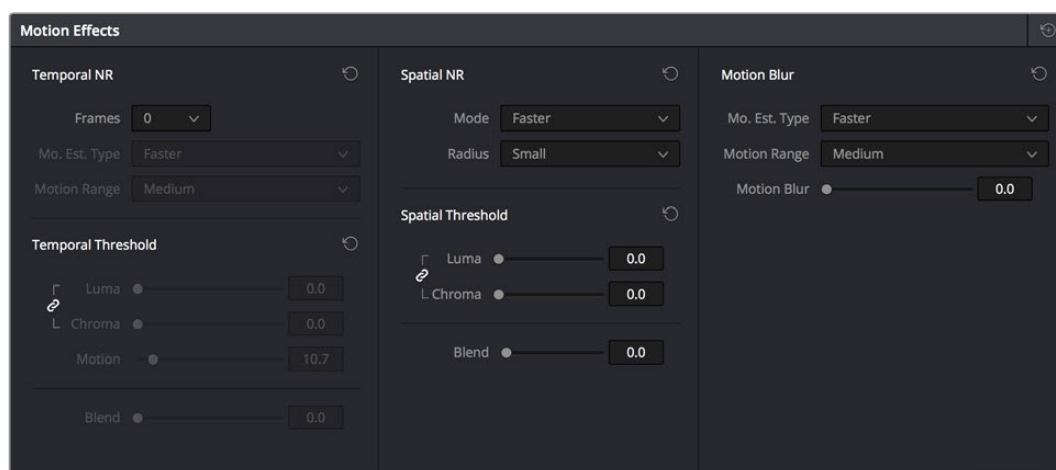 Motion Effects
Temporal NR
Frames 0
Mo. Est. Type Faster
Motion Range Medium
Temporal Threshold
Luma 0.0
Chroma 0.0
Motion 10.7
Blend 0.0
Spatial NR
Mode Faster
Radius Small
Spatial Threshold
Luma 0.0
Chroma 0.0
Blend 0.0
Motion Blur
Mo. Est. Type Faster
Motion Range Medium
Motion Blur 0.0